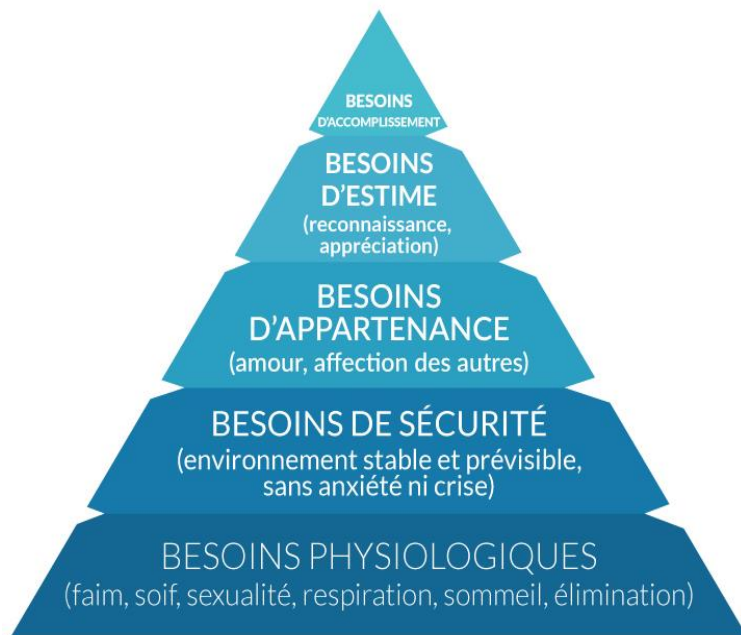 BESOINS
D'ACCOMPLISSEMENT
BESOINS
D'ESTIME
(reconnaissance,
appréciation)
BESOINS
D'APPARTENANCE
(amour, affection des autres)
BESOINS DE SÉCURITÉ
(environnement stable et prévisible,
sans anxiété ni crise)
BESOINS PHYSIOLOGIQUES
(faim, soif, sexualité, respiration, sommeil, élimination)